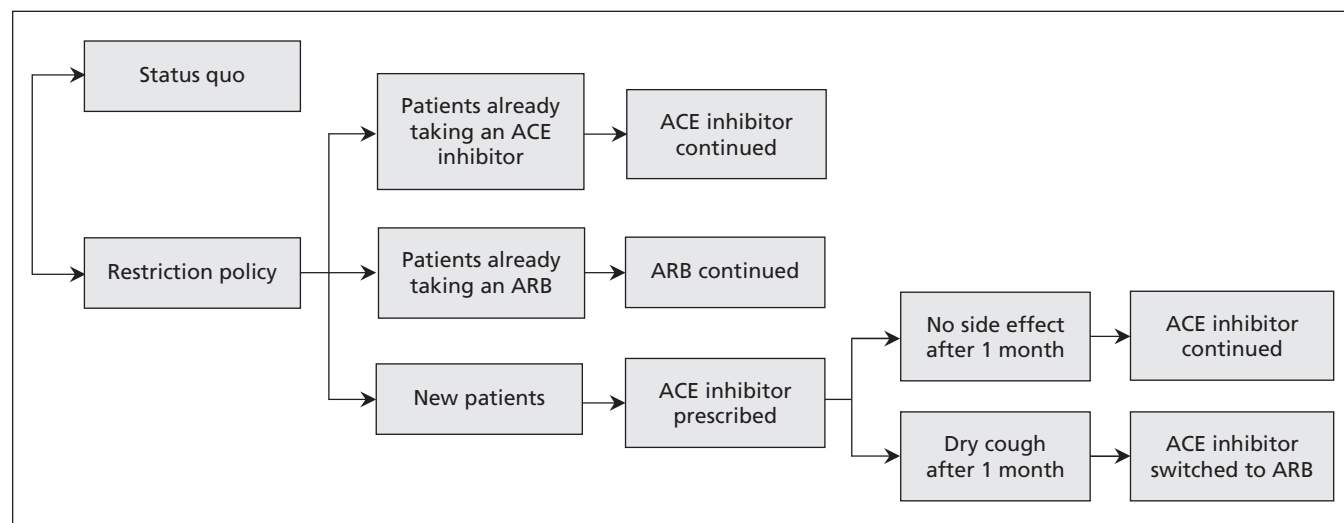 Status quo
Restriction policy
Patients already
taking an ACE
inhibitor
ACE inhibitor
continued
Patients already
taking an ARB
ARB continued
New patients
ACE inhibitor
prescribed
No side effect
after 1 month
ACE inhibitor
continued
Dry cough
after 1 month
ACE inhibitor
switched to ARB